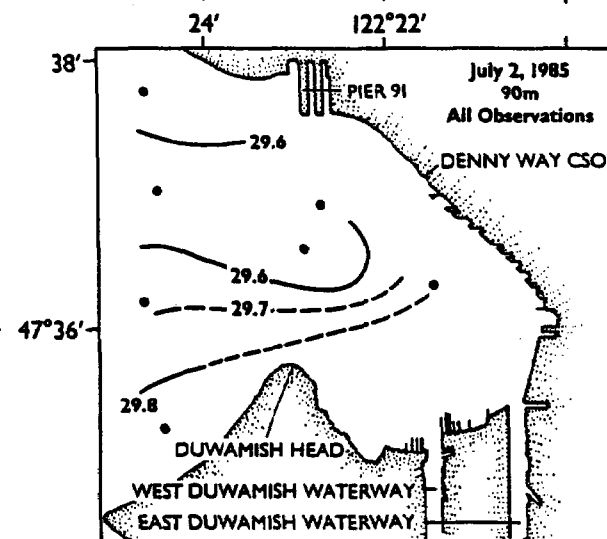 24'
122°22'
38'
July 2, 1985
90m
All Observations
PIER 91
29.6
DENNY WAY CSO
29.6
29.7
47°36'
29.8
DUWAMISH HEAD
WEST DUWAMISH WATERWAY
EAST DUWAMISH WATERWAY